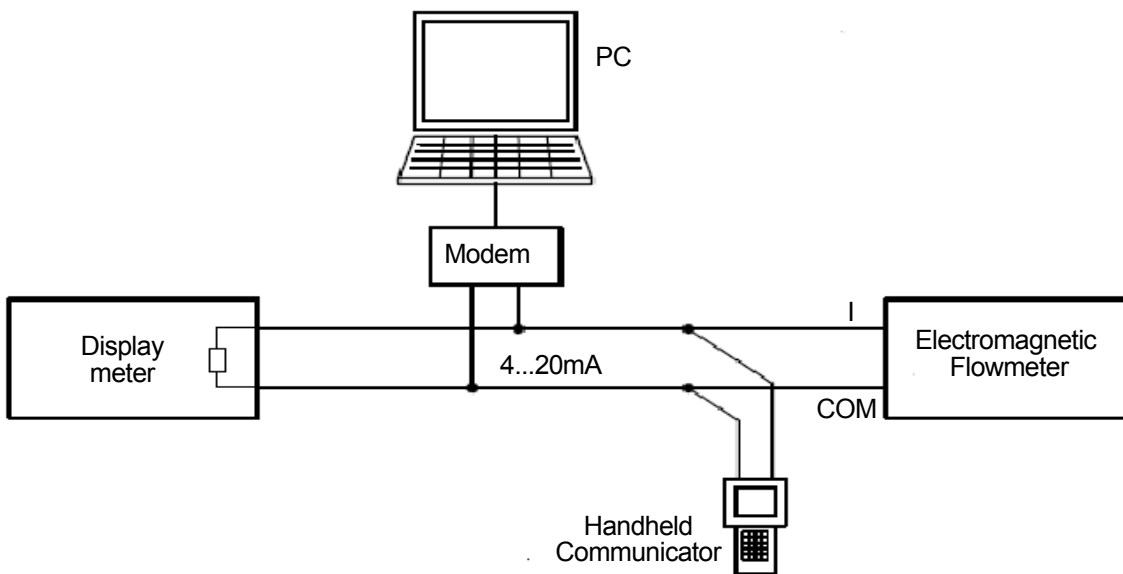 PC
Modem
I
Display
meter
Electromagnetic
Flowmeter
4...20mA
COM
Handheld
Communicator